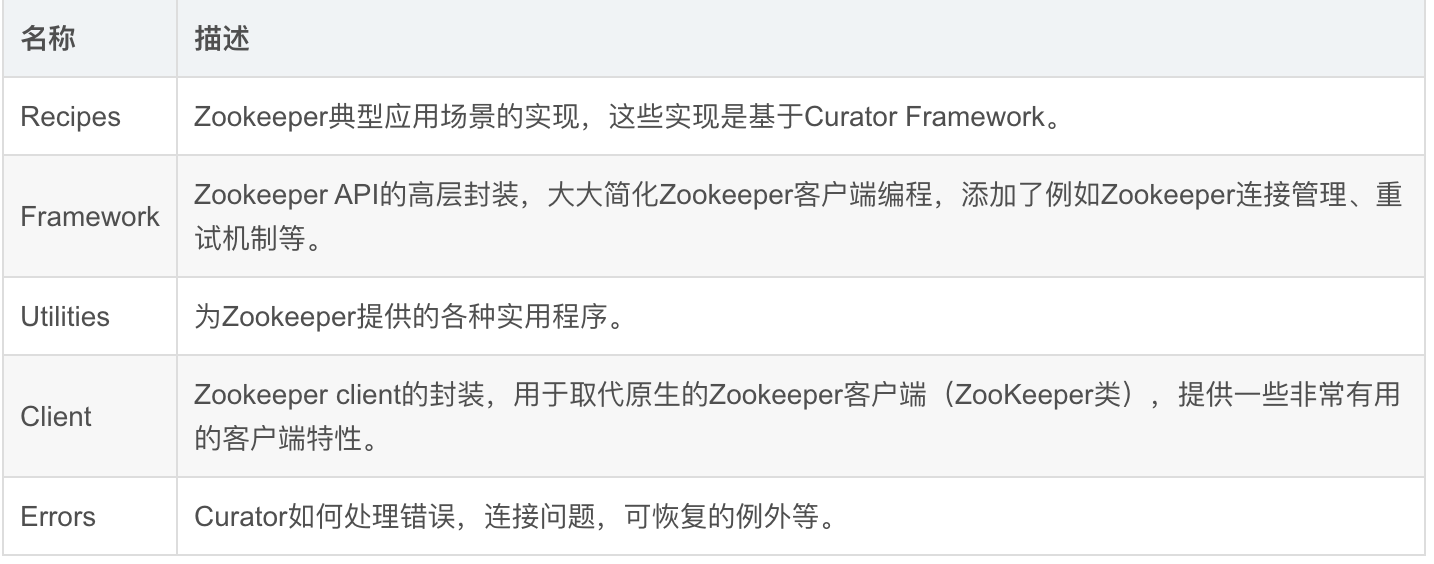 名称 描述
Recipes Zookeeper典型应用场景的实现，这些实现是基于Curator Framework。
Framework Zookeeper API的高层封装，大大简化Zookeeper客户端编程，添加了例如Zookeeper连接管理、重
试机制等。
Utilities 为Zookeeper提供的各种实用程序。
Client Zookeeper client的封装，用于取代原生的Zookeeper客户端（ZooKeeper类），提供一些非常有用
的客户端特性。
Errors Curator如何处理错误，连接问题，可恢复的例外等。